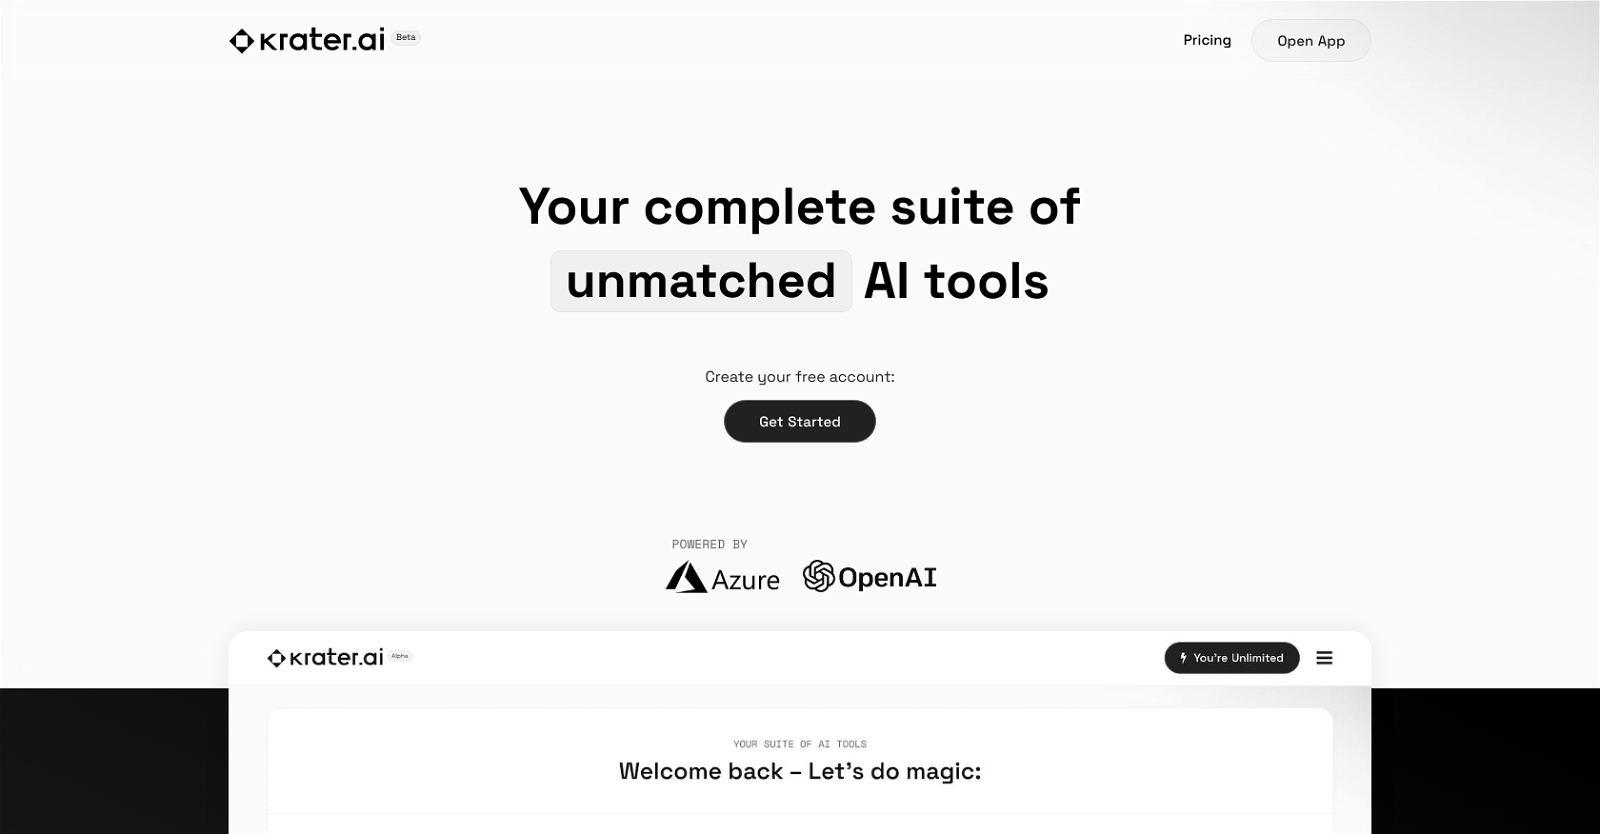 krater.ai Beta
Pricing
Open App
Your complete suite of
unmatched AI tools
Create your free account:
Get Started
POWERED BY
Azure OpenAI
krater.ai Alpha
You're Unlimited
YOUR SUITE OF AI TOOLS
Welcome back – Let's do magic: